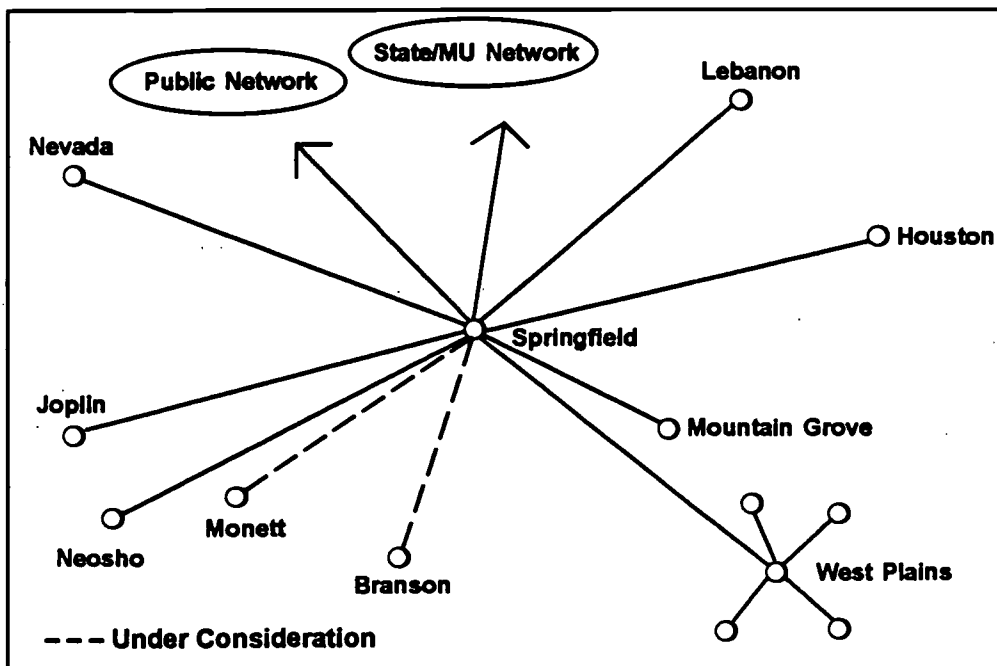 State/MU Network
Public Network
Lebanon
Nevada
Houston
Springfield
Joplin
Mountain Grove
Monett
Neosho
Branson
West Plains
--- Under Consideration